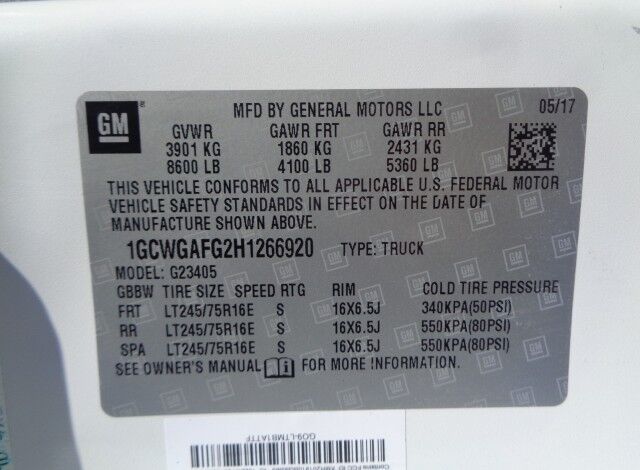 GM
MFD BY GENERAL MOTORS LLC 05/17
GVWR GAWR FRT GAWR RR
3901 KG 1860 KG 2431 KG
8600 LB 4100 LB 5360 LB
THIS VEHICLE CONFORMS TO ALL APPLICABLE U.S. FEDERAL MOTOR
VEHICLE SAFETY STANDARDS IN EFFECT ON THE DATE OF
MANUFACTURE SHOWN ABOVE.
1GCWGAFG2H1266920 TYPE: TRUCK
MODEL: G23405
GBBW TIRE SIZE SPEED RTG RIM COLD TIRE PRESSURE
FRT LT245/75R16E S 16X6.5J 340KPA(50PSI)
RR LT245/75R16E S 16X6.5J 550KPA(80PSI)
SPA LT245/75R16E S 16X6.5J 550KPA(80PSI)
SEE OWNER'S MANUAL FOR MORE INFORMATION.
GO9-LTMB1ATTF